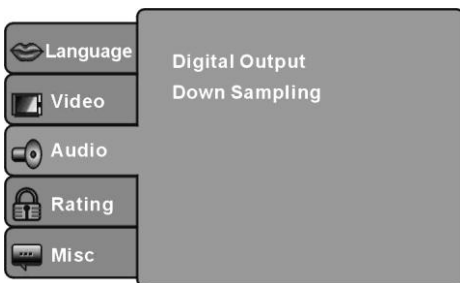 Language
Video
Audio
Rating
Misc
Digital Output
Down Sampling